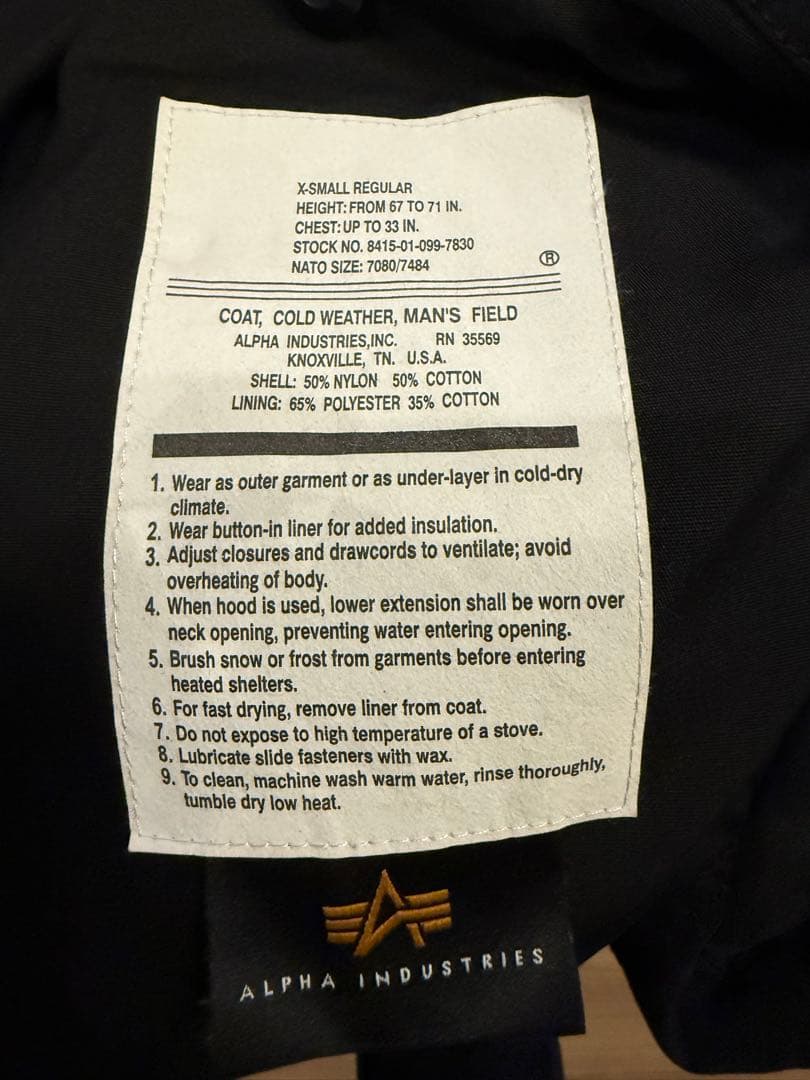 X-SMALL REGULAR
HEIGHT: FROM 67 TO 71 IN.
CHEST: UP TO 33 IN.
STOCK NO. 8415-01-099-7830
NATO SIZE: 7080/7484
®
COAT, COLD WEATHER, MAN'S FIELD
ALPHA INDUSTRIES,INC. RN 35569
KNOXVILLE, TN. U.S.A.
SHELL: 50% NYLON 50% COTTON
LINING: 65% POLYESTER 35% COTTON
1. Wear as outer garment or as under-layer in cold-dry
climate.
2. Wear button-in liner for added insulation.
3. Adjust closures and drawcords to ventilate; avoid
overheating of body.
4. When hood is used, lower extension shall be worn over
neck opening, preventing water entering opening.
5. Brush snow or frost from garments before entering
heated shelters.
6. For fast drying, remove liner from coat.
7. Do not expose to high temperature of a stove.
8. Lubricate slide fasteners with wax.
9. To clean, machine wash warm water, rinse thoroughly,
tumble dry low heat.
ALPHA INDUSTRIES